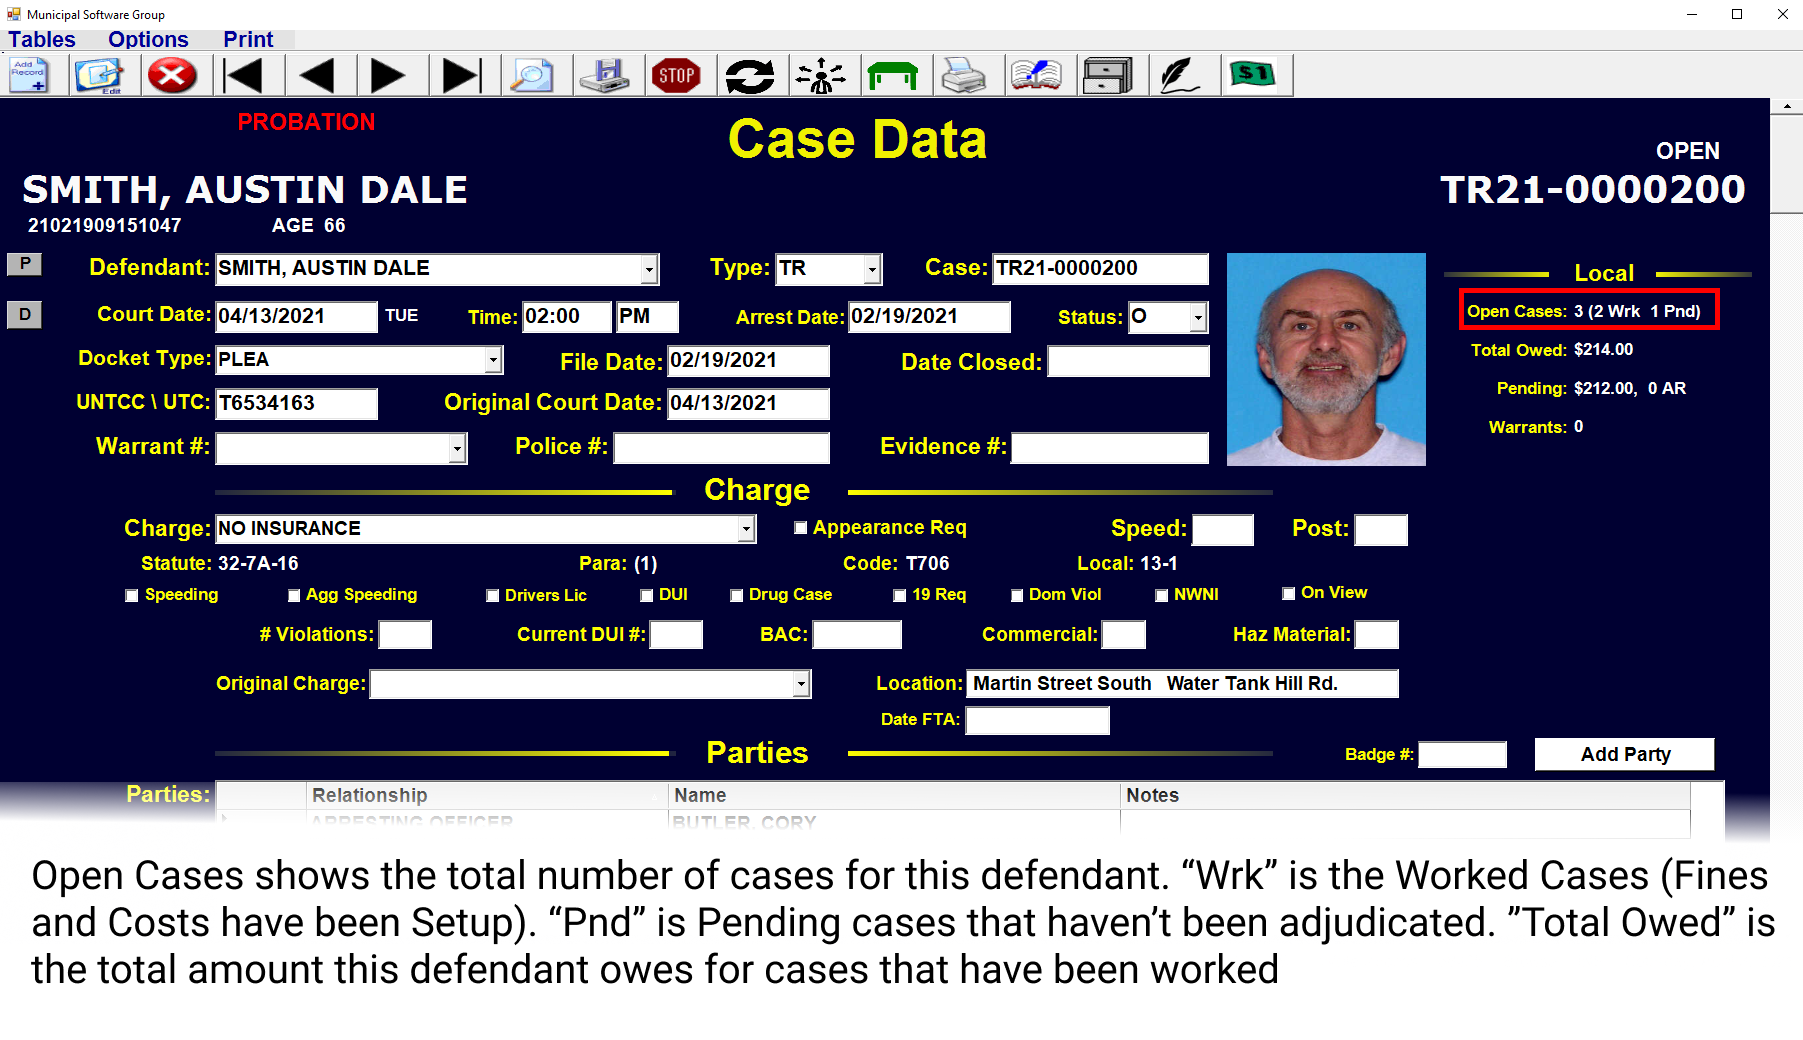 Municipal Software Group
Tables Options Print
Add Record
Edit
STOP
$1
PROBATION
Case Data
OPEN
SMITH, AUSTIN DALE
TR21-0000200
21021909151047 AGE 66
P Defendant: SMITH, AUSTIN DALE Type: TR Case: TR21-0000200
Local
D Court Date: 04/13/2021 TUE Time: 02:00 PM Arrest Date: 02/19/2021 Status: O
Open Cases: 3 (2 Wrk 1 Pnd)
Docket Type: PLEA File Date: 02/19/2021 Date Closed:
Total Owed: $214.00
UNTCC \ UTC: T6534163 Original Court Date: 04/13/2021
Pending: $212.00, 0 AR
Warrant #: Police #: Evidence #:
Warrants: 0
Charge
Charge: NO INSURANCE Appearance Req Speed: Post:
Statute: 32-7A-16 Para: (1) Code: T706 Local: 13-1
Speeding Agg Speeding Drivers Lic DUI Drug Case 19 Req Dom Viol NWNI On View
# Violations: Current DUI #: BAC: Commercial: Haz Material:
Original Charge: Location: Martin Street South Water Tank Hill Rd.
Date FTA:
Parties
Badge #: Add Party
Parties: Relationship Name Notes
ARRESTING OFFICER BUTLER, CORY
Open Cases shows the total number of cases for this defendant. “Wrk” is the Worked Cases (Fines
and Costs have been Setup). “Pnd” is Pending cases that haven’t been adjudicated. ”Total Owed” is
the total amount this defendant owes for cases that have been worked